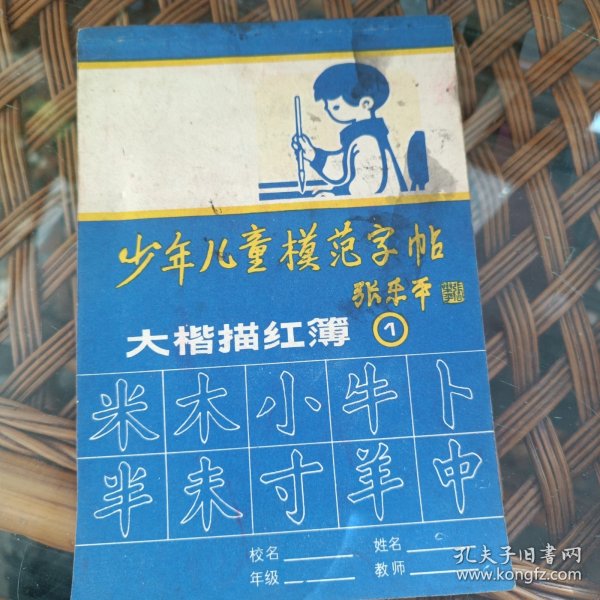 少年儿童模范字帖
张乐平
大楷描红簿 1
米木小牛卜
半未寸羊中
校名 姓名
年级 教师
孔夫子旧书网
www.kongfz.com